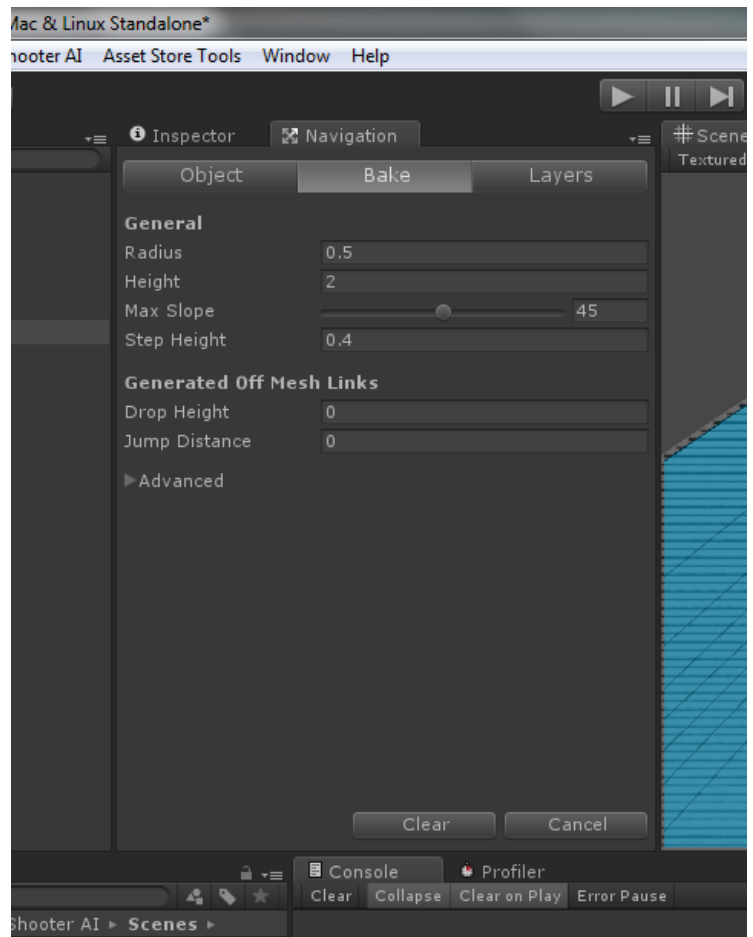 Mac & Linux Standalone*
hooter AI Asset Store Tools Window Help
Inspector Navigation #Scene
Textured
Object Bake Layers
General
Radius 0.5
Height 2
Max Slope 45
Step Height 0.4
Generated Off Mesh Links
Drop Height 0
Jump Distance 0
Advanced
Clear Cancel
Console Profiler
Clear Collapse Clear on Play Error Pause
Shooter AI ▸ Scenes ▸